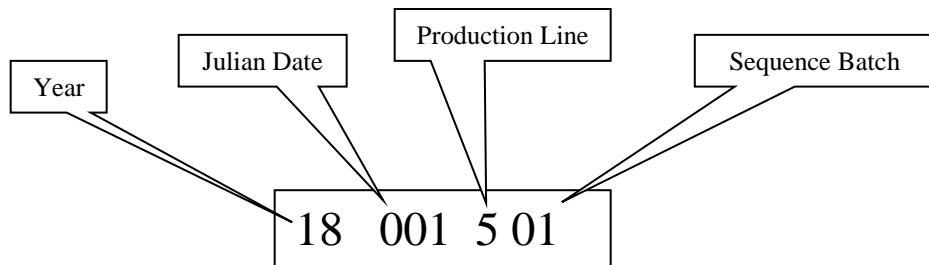 Production Line
Julian Date
Sequence Batch
Year
18 001 5 01